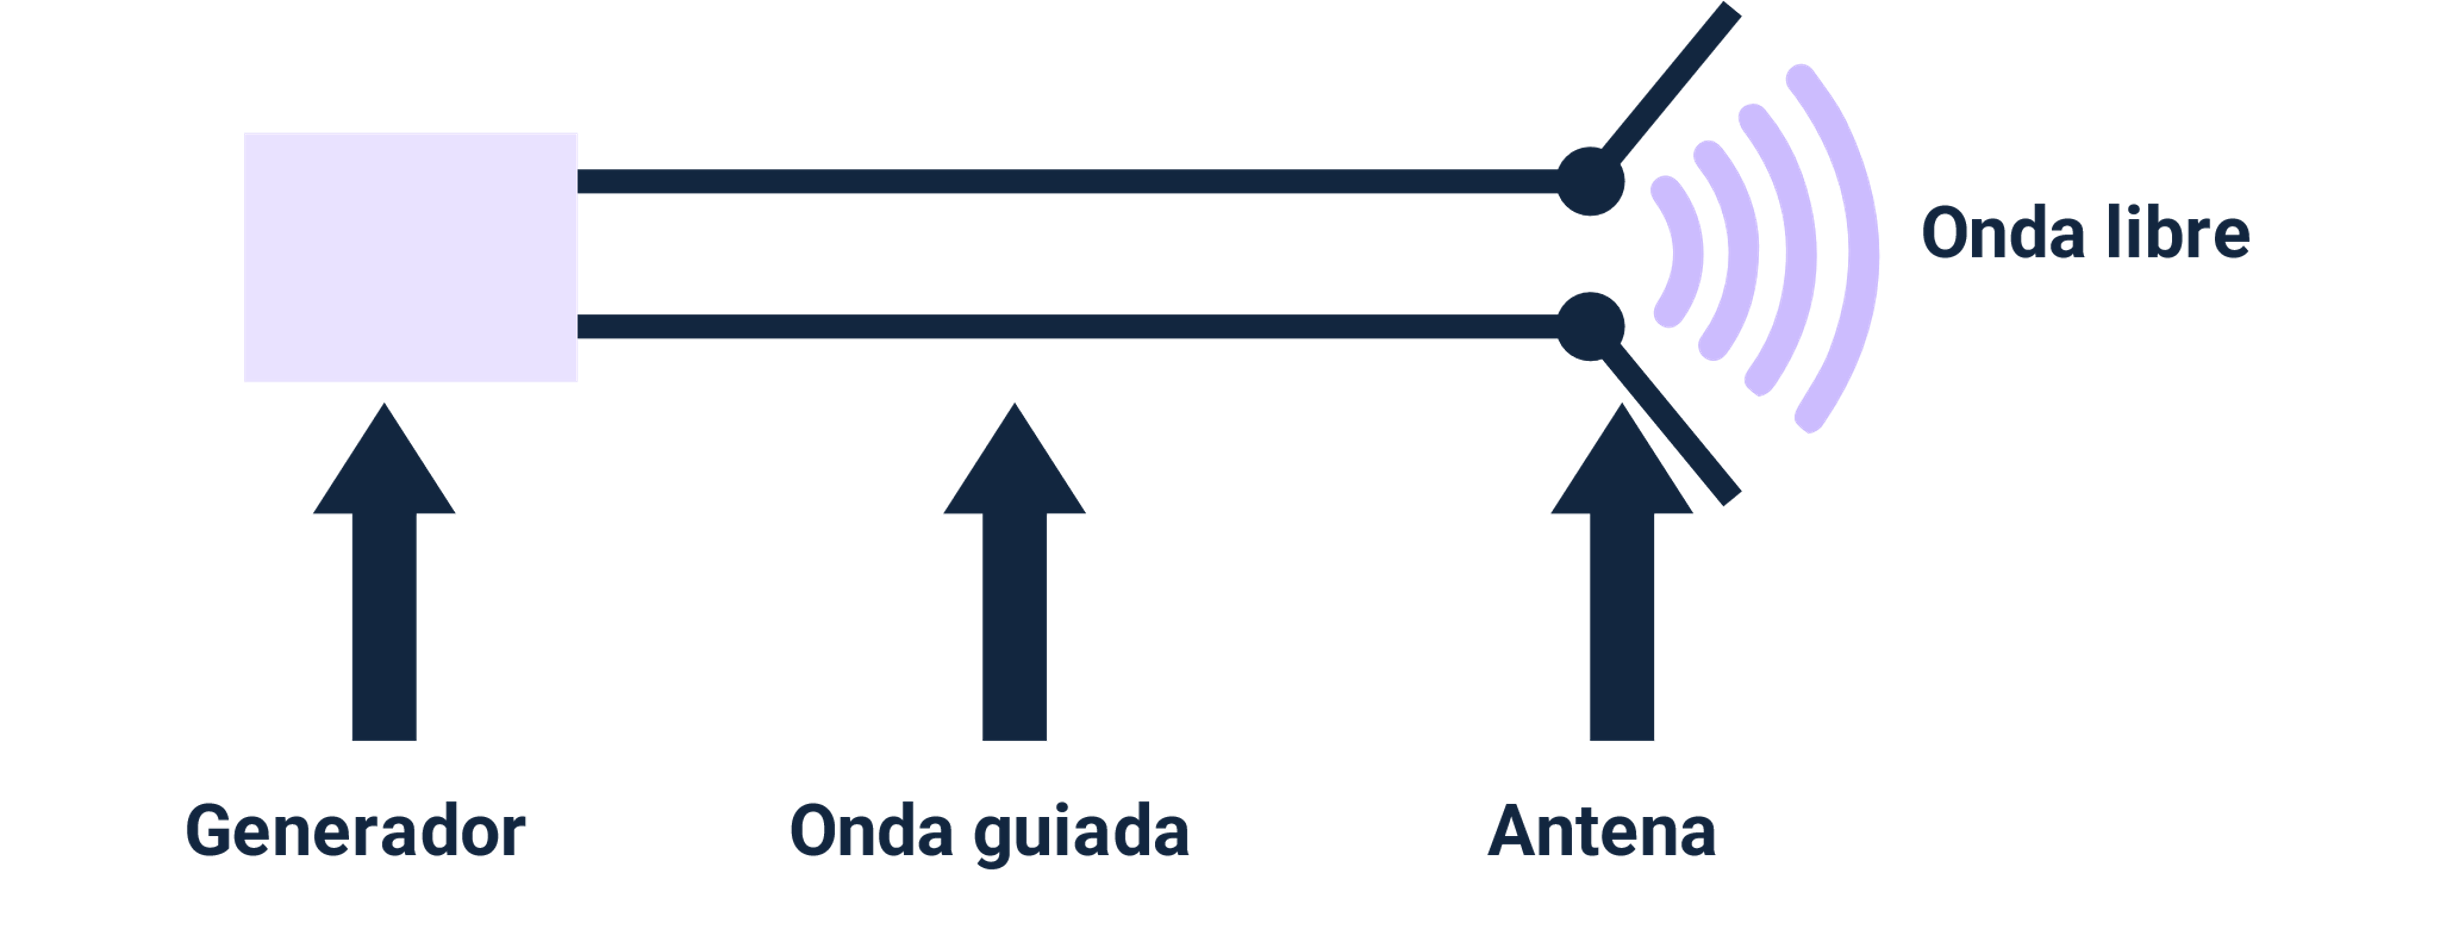 Onda libre
Generador
Onda guiada
Antena